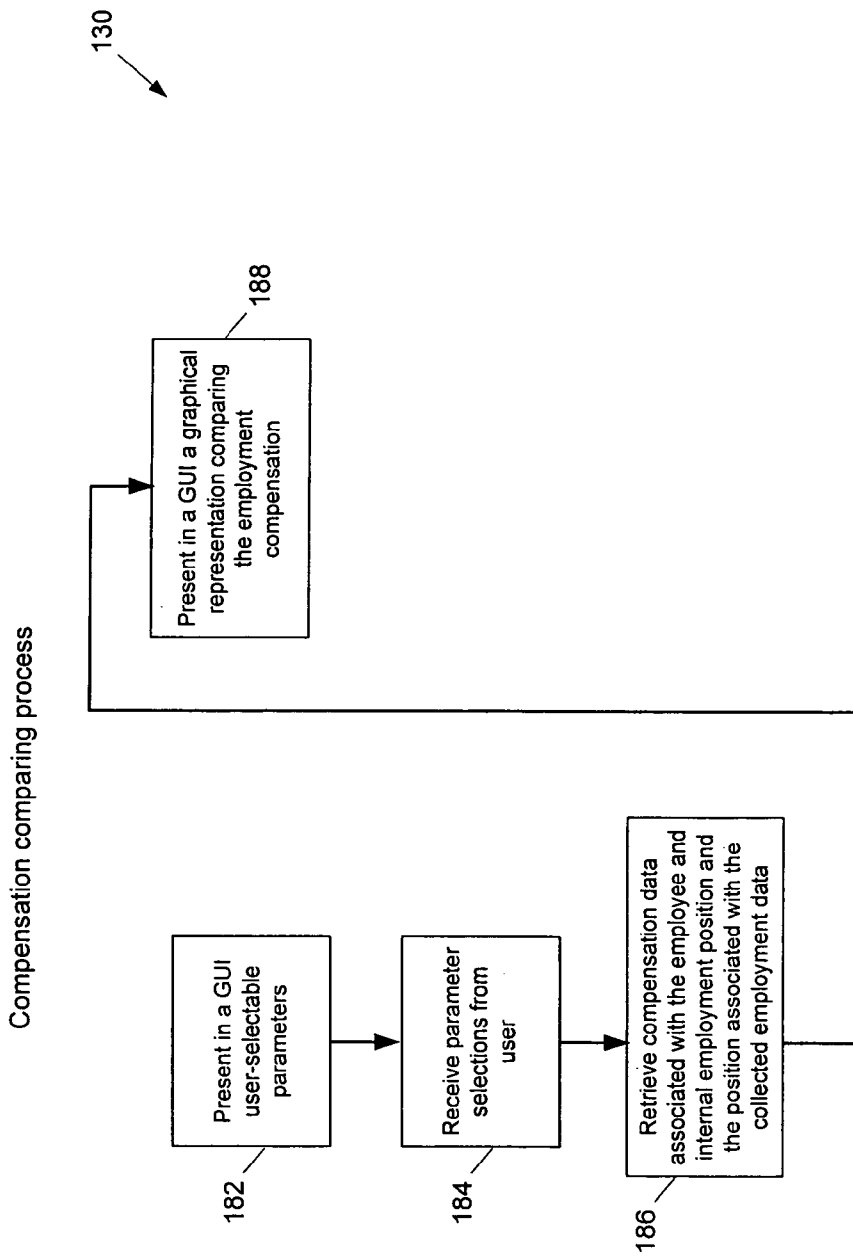 Compensation comparing process
130
Present in a GUI
user-selectable
parameters
182
Receive parameter
selections from
user
184
Retrieve compensation data
associated with the employee and
internal employment position and
the position associated with the
collected employment data
186
Present in a GUI a graphical
representation comparing
the employment
compensation
188